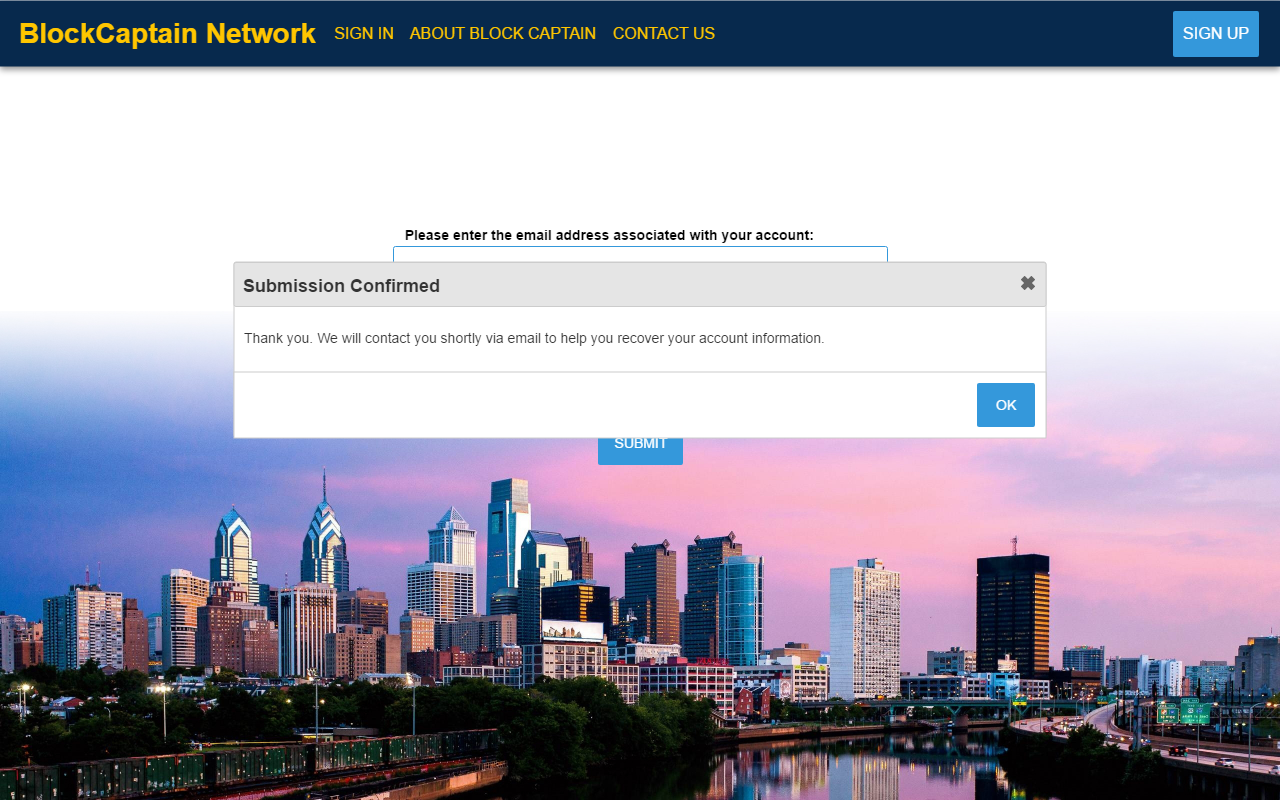 BlockCaptain Network SIGN IN ABOUT BLOCK CAPTAIN CONTACT US SIGN UP
Please enter the email address associated with your account:
Submission Confirmed ✖
Thank you. We will contact you shortly via email to help you recover your account information.
OK
SUBMIT